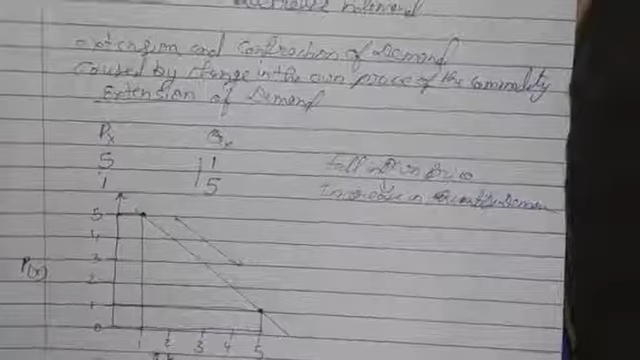 extension and contraction of Demand
caused by change in the own price of the commodity
Extension of Demand
Px Qx
5 1 Fall in price
1 5 Increase in quantity Deman
5
4
3
P(x)
2
1
0
1 2 3 4 5